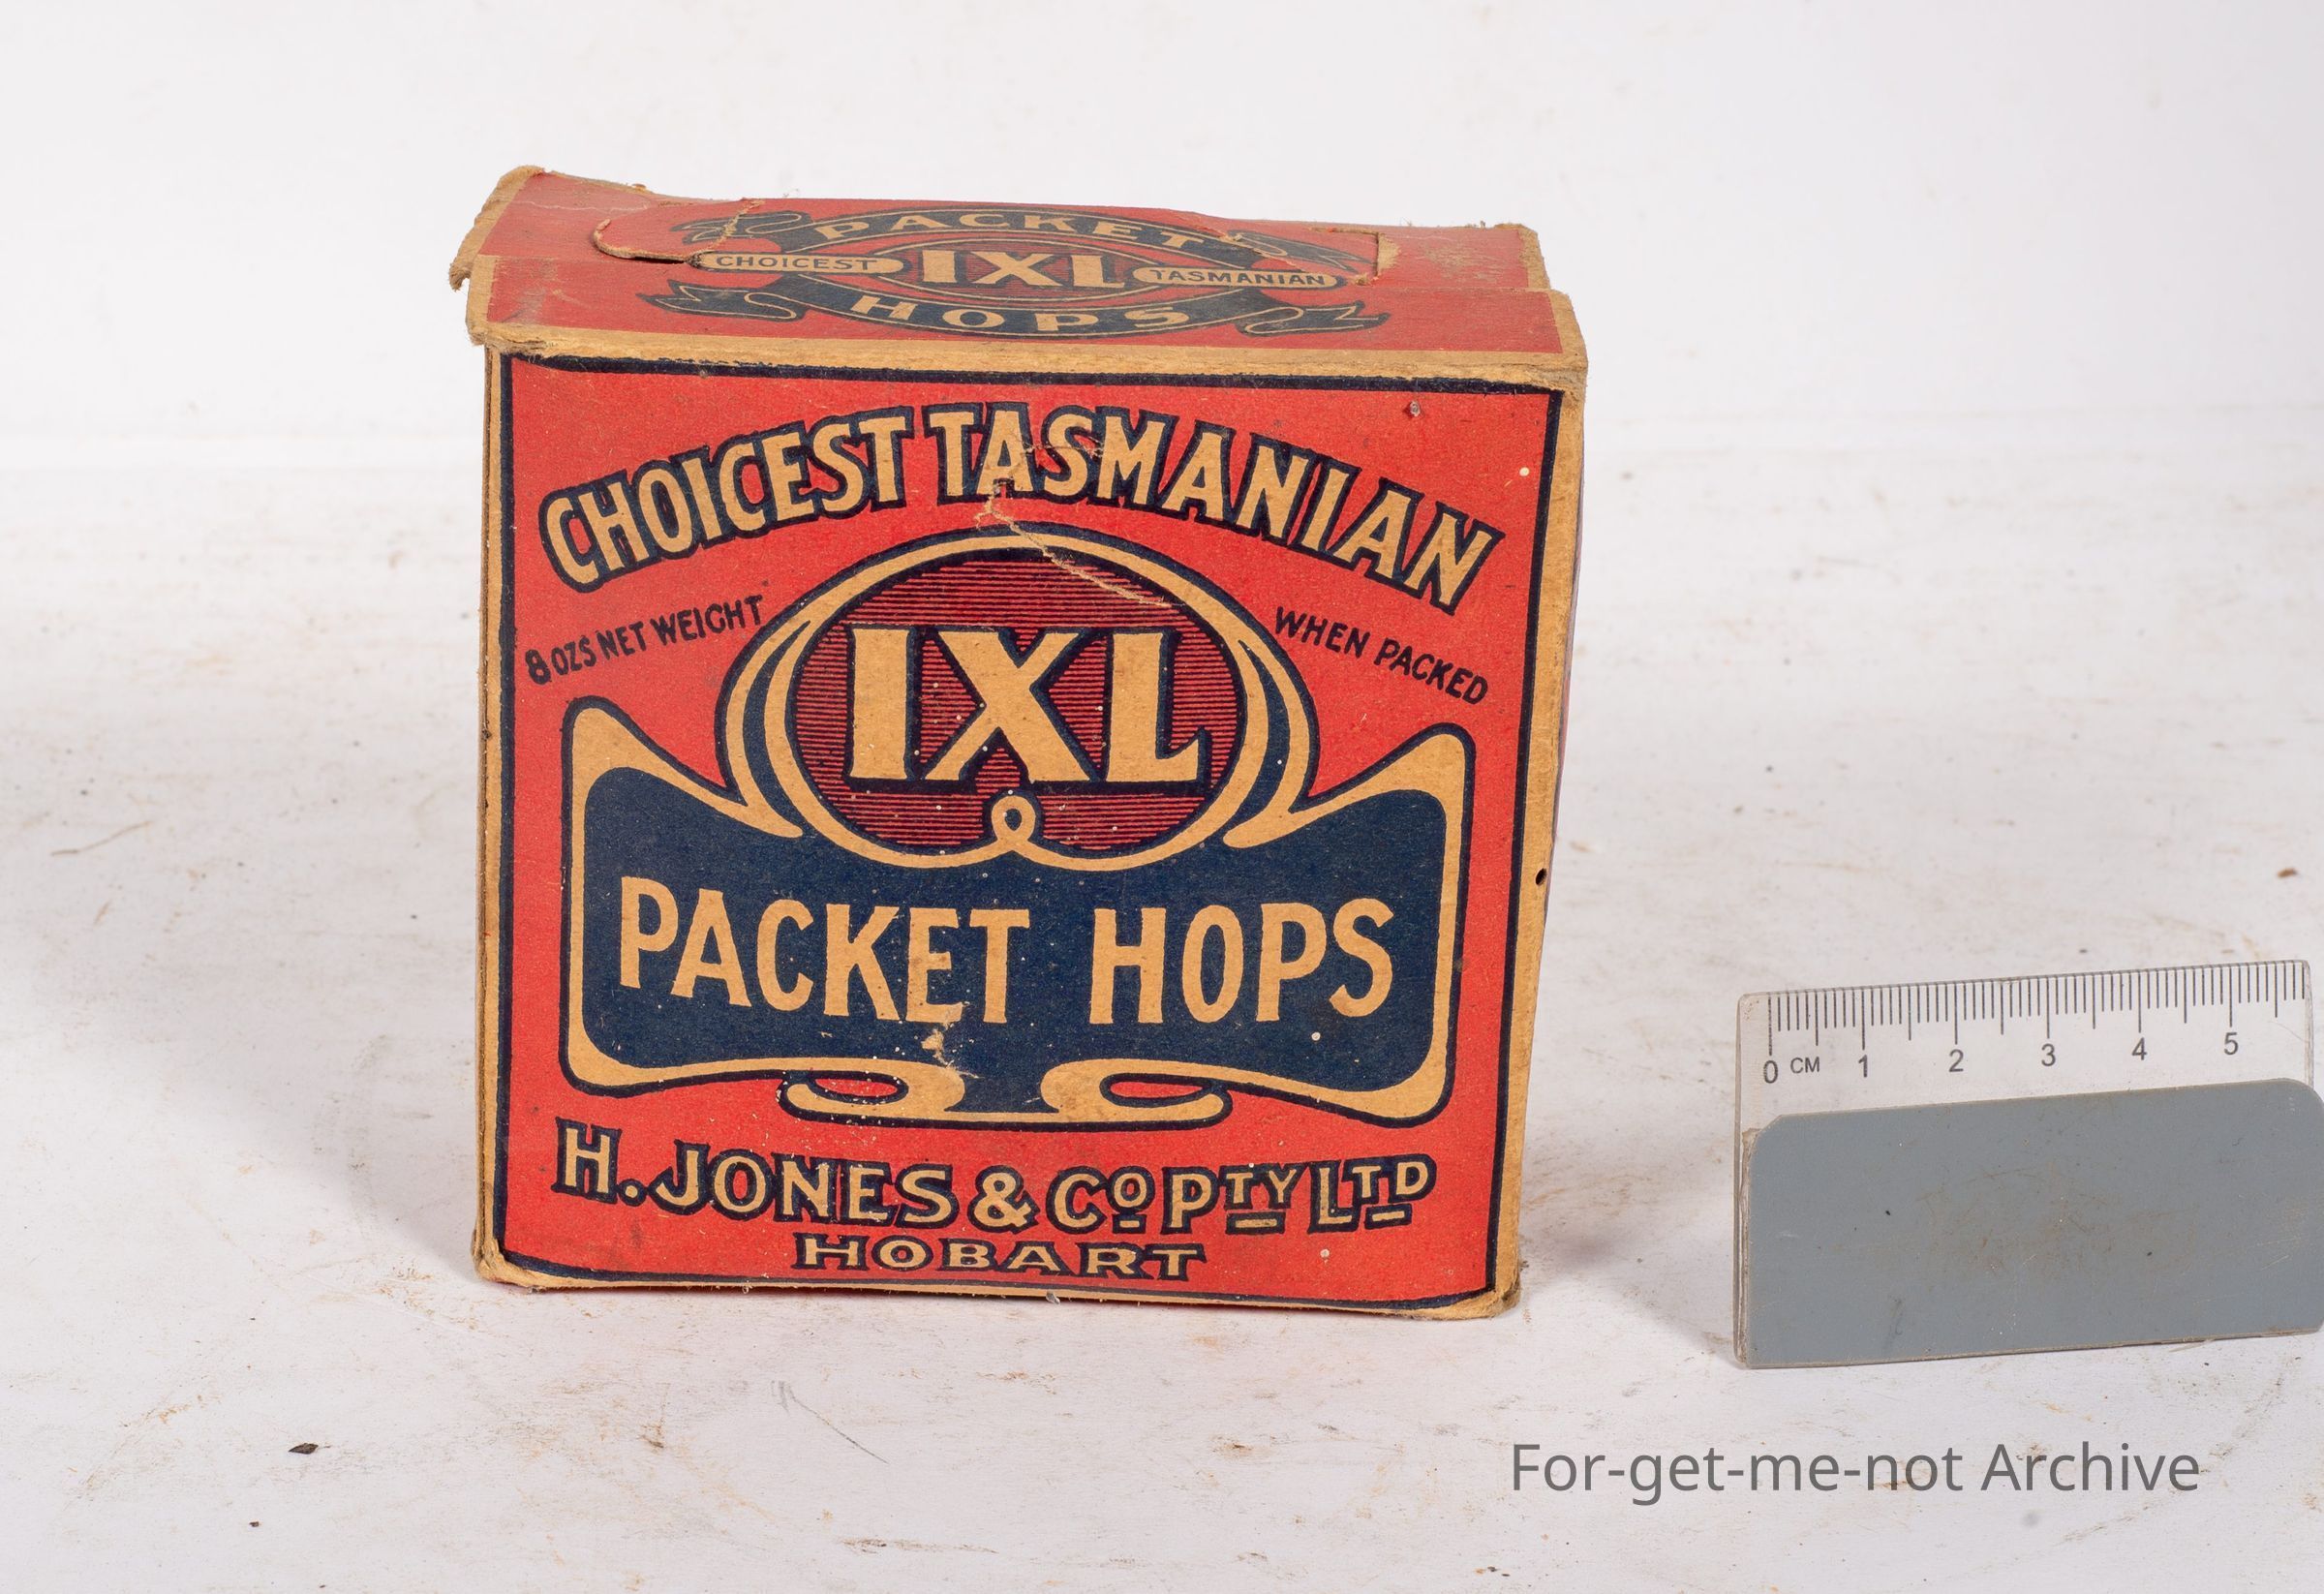 PACKET
CHOICEST IXL TASMANIAN
HOPS
CHOICEST TASMANIAN
8 OZS NET WEIGHT WHEN PACKED
IXL
PACKET HOPS
H. JONES & CO PTY LTD
HOBART
0 CM 1 2 3 4 5
For-get-me-not Archive